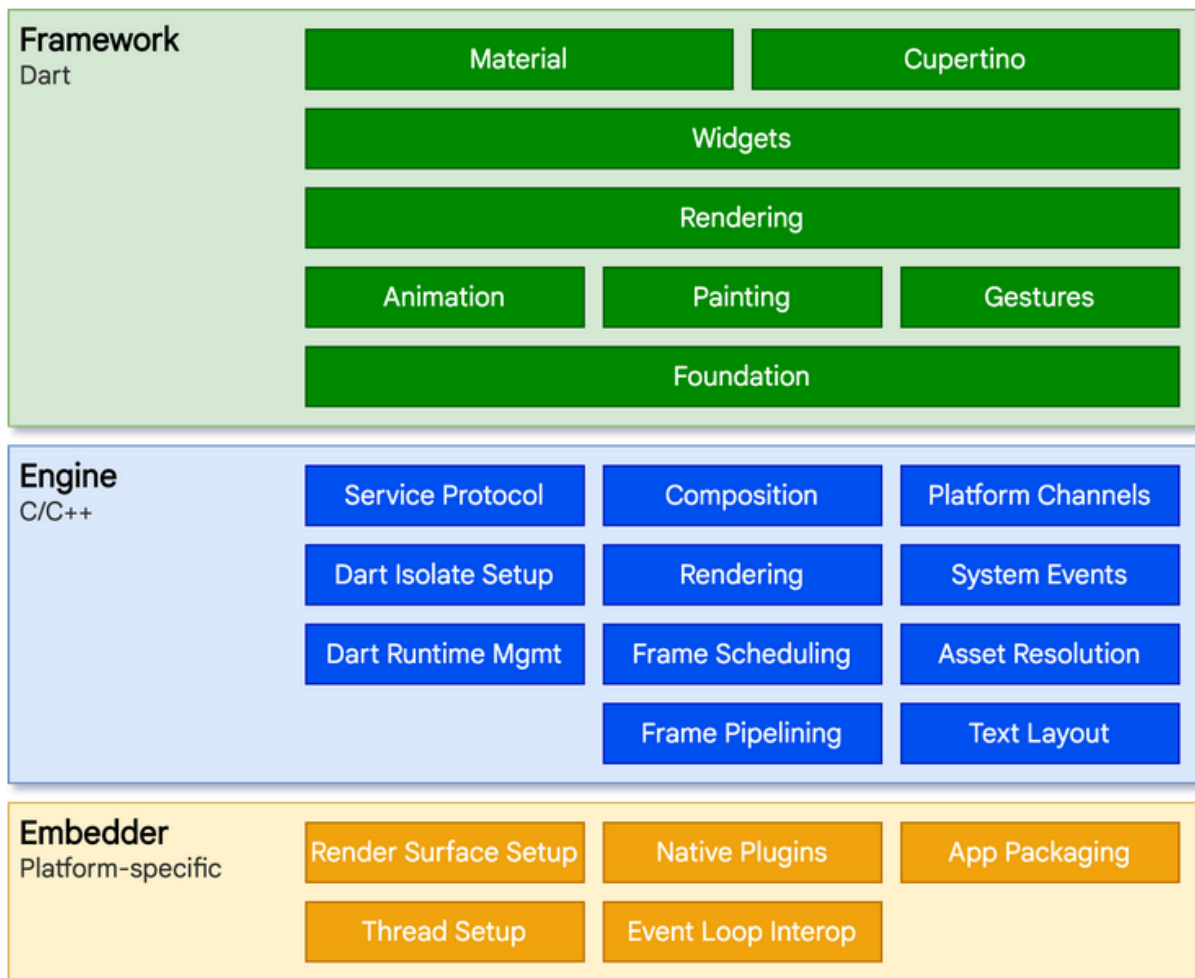 Framework
Dart
Material
Cupertino
Widgets
Rendering
Animation
Painting
Gestures
Foundation
Engine
C/C++
Service Protocol
Composition
Platform Channels
Dart Isolate Setup
Rendering
System Events
Dart Runtime Mgmt
Frame Scheduling
Asset Resolution
Frame Pipelining
Text Layout
Embedder
Platform-specific
Render Surface Setup
Native Plugins
App Packaging
Thread Setup
Event Loop Interop